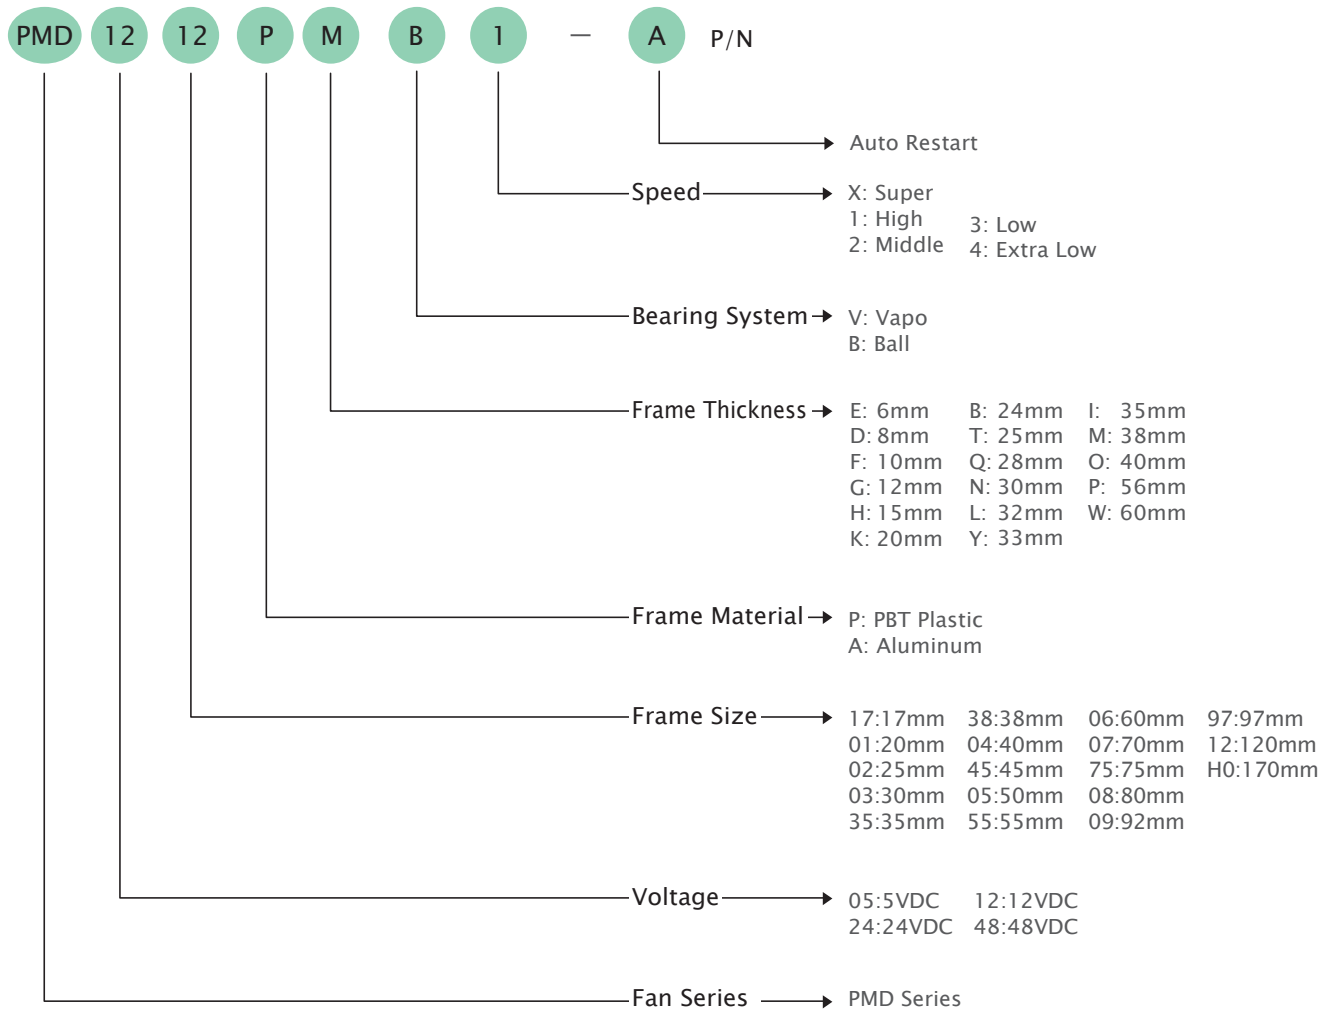 PMD 12 12 P M B 1 — A P/N
Auto Restart
Speed
X: Super
1: High 3: Low
2: Middle 4: Extra Low
Bearing System
V: Vapo
B: Ball
Frame Thickness
E: 6mm B: 24mm I: 35mm
D: 8mm T: 25mm M: 38mm
F: 10mm Q: 28mm O: 40mm
G: 12mm N: 30mm P: 56mm
H: 15mm L: 32mm W: 60mm
K: 20mm Y: 33mm
Frame Material
P: PBT Plastic
A: Aluminum
Frame Size
17:17mm 38:38mm 06:60mm 97:97mm
01:20mm 04:40mm 07:70mm 12:120mm
02:25mm 45:45mm 75:75mm H0:170mm
03:30mm 05:50mm 08:80mm
35:35mm 55:55mm 09:92mm
Voltage
05:5VDC 12:12VDC
24:24VDC 48:48VDC
Fan Series PMD Series